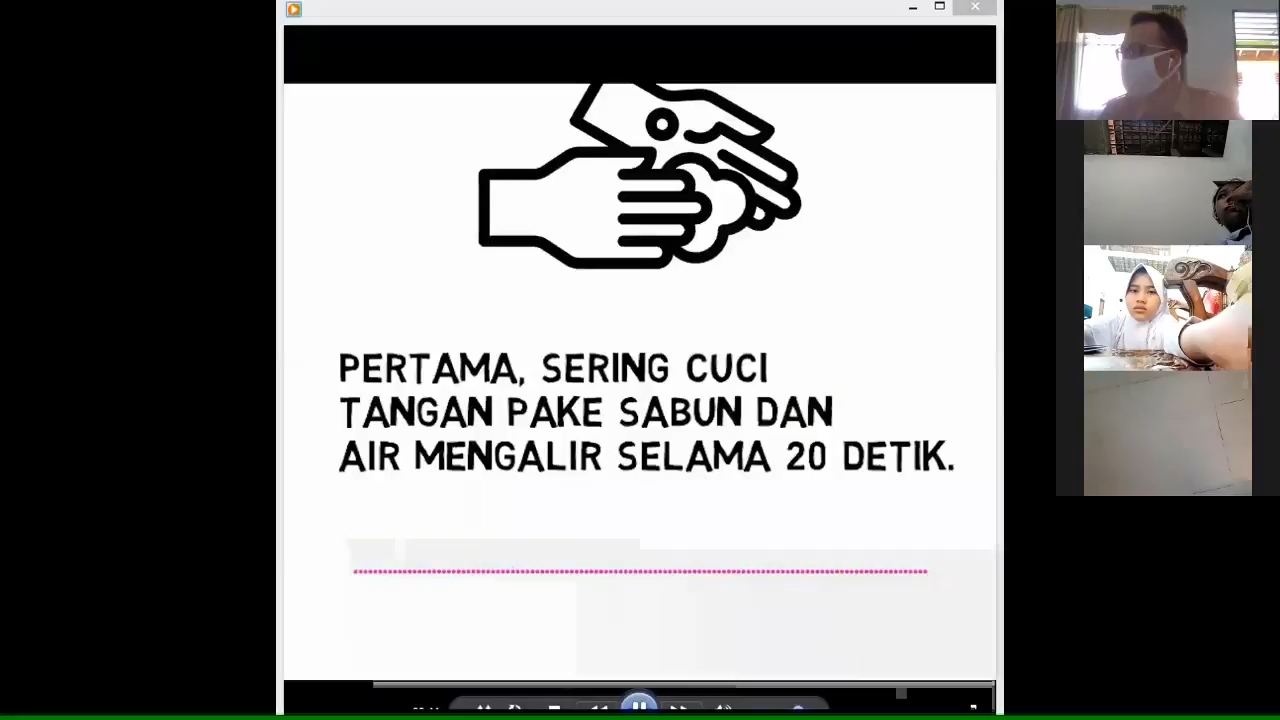 PERTAMA, SERING CUCI
TANGAN PAKE SABUN DAN
AIR MENGALIR SELAMA 20 DETIK.